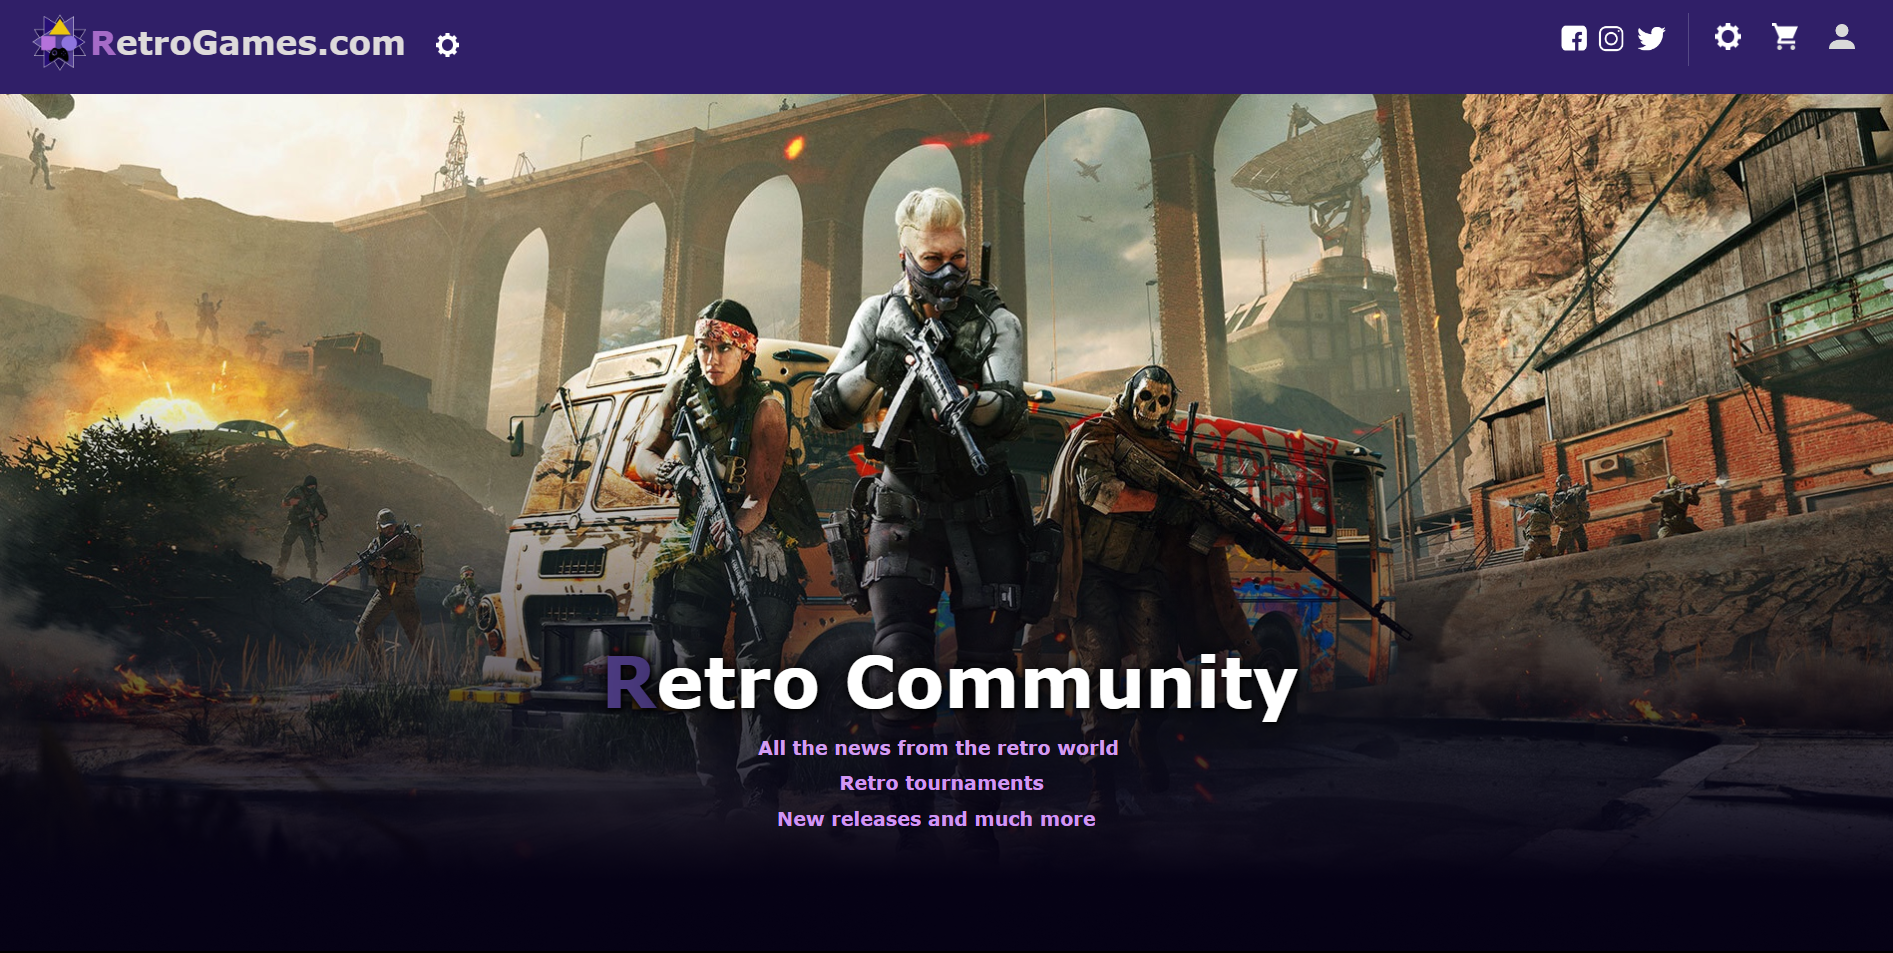 RetroGames.com
Retro Community
All the news from the retro world
Retro tournaments
New releases and much more